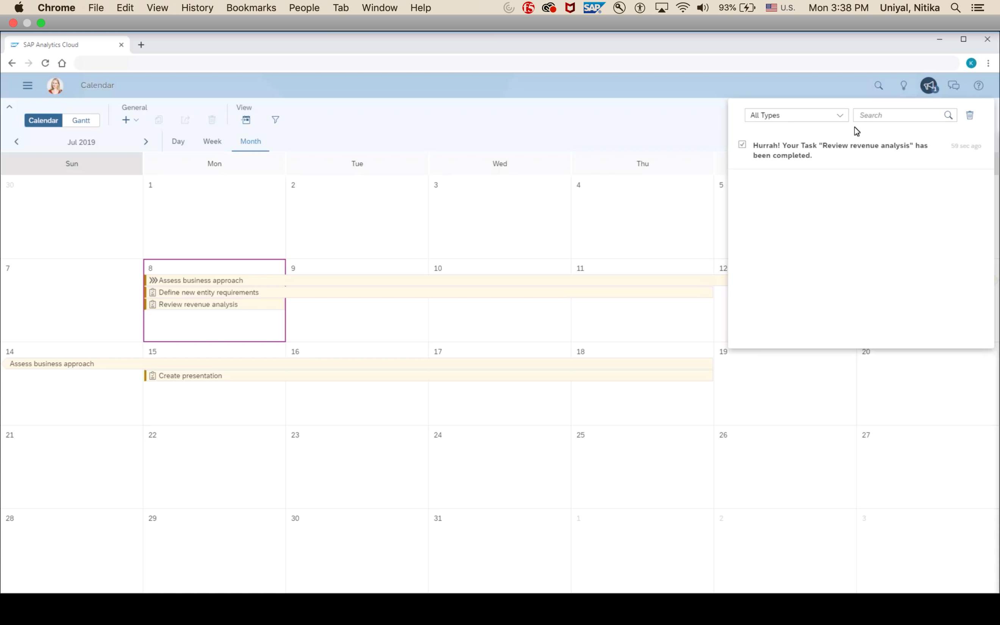 Chrome File Edit View History Bookmarks People Tab Window Help SAP 93% U.S. Mon 3:38 PM Uniyal, Nitika
SAP Analytics Cloud
K
Calendar
1
General View
Calendar Gantt
All Types Search
Jul 2019 Day Week Month
Hurrah! Your Task "Review revenue analysis" has 59 sec ago
been completed.
Sun Mon Tue Wed Thu
30 1 2 3 4 5
7 8 9 10 11 12
Assess business approach
Define new entity requirements
Review revenue analysis
14 15 16 17 18 19 20
Assess business approach
Create presentation
21 22 23 24 25 26 27
28 29 30 31 1 2 3